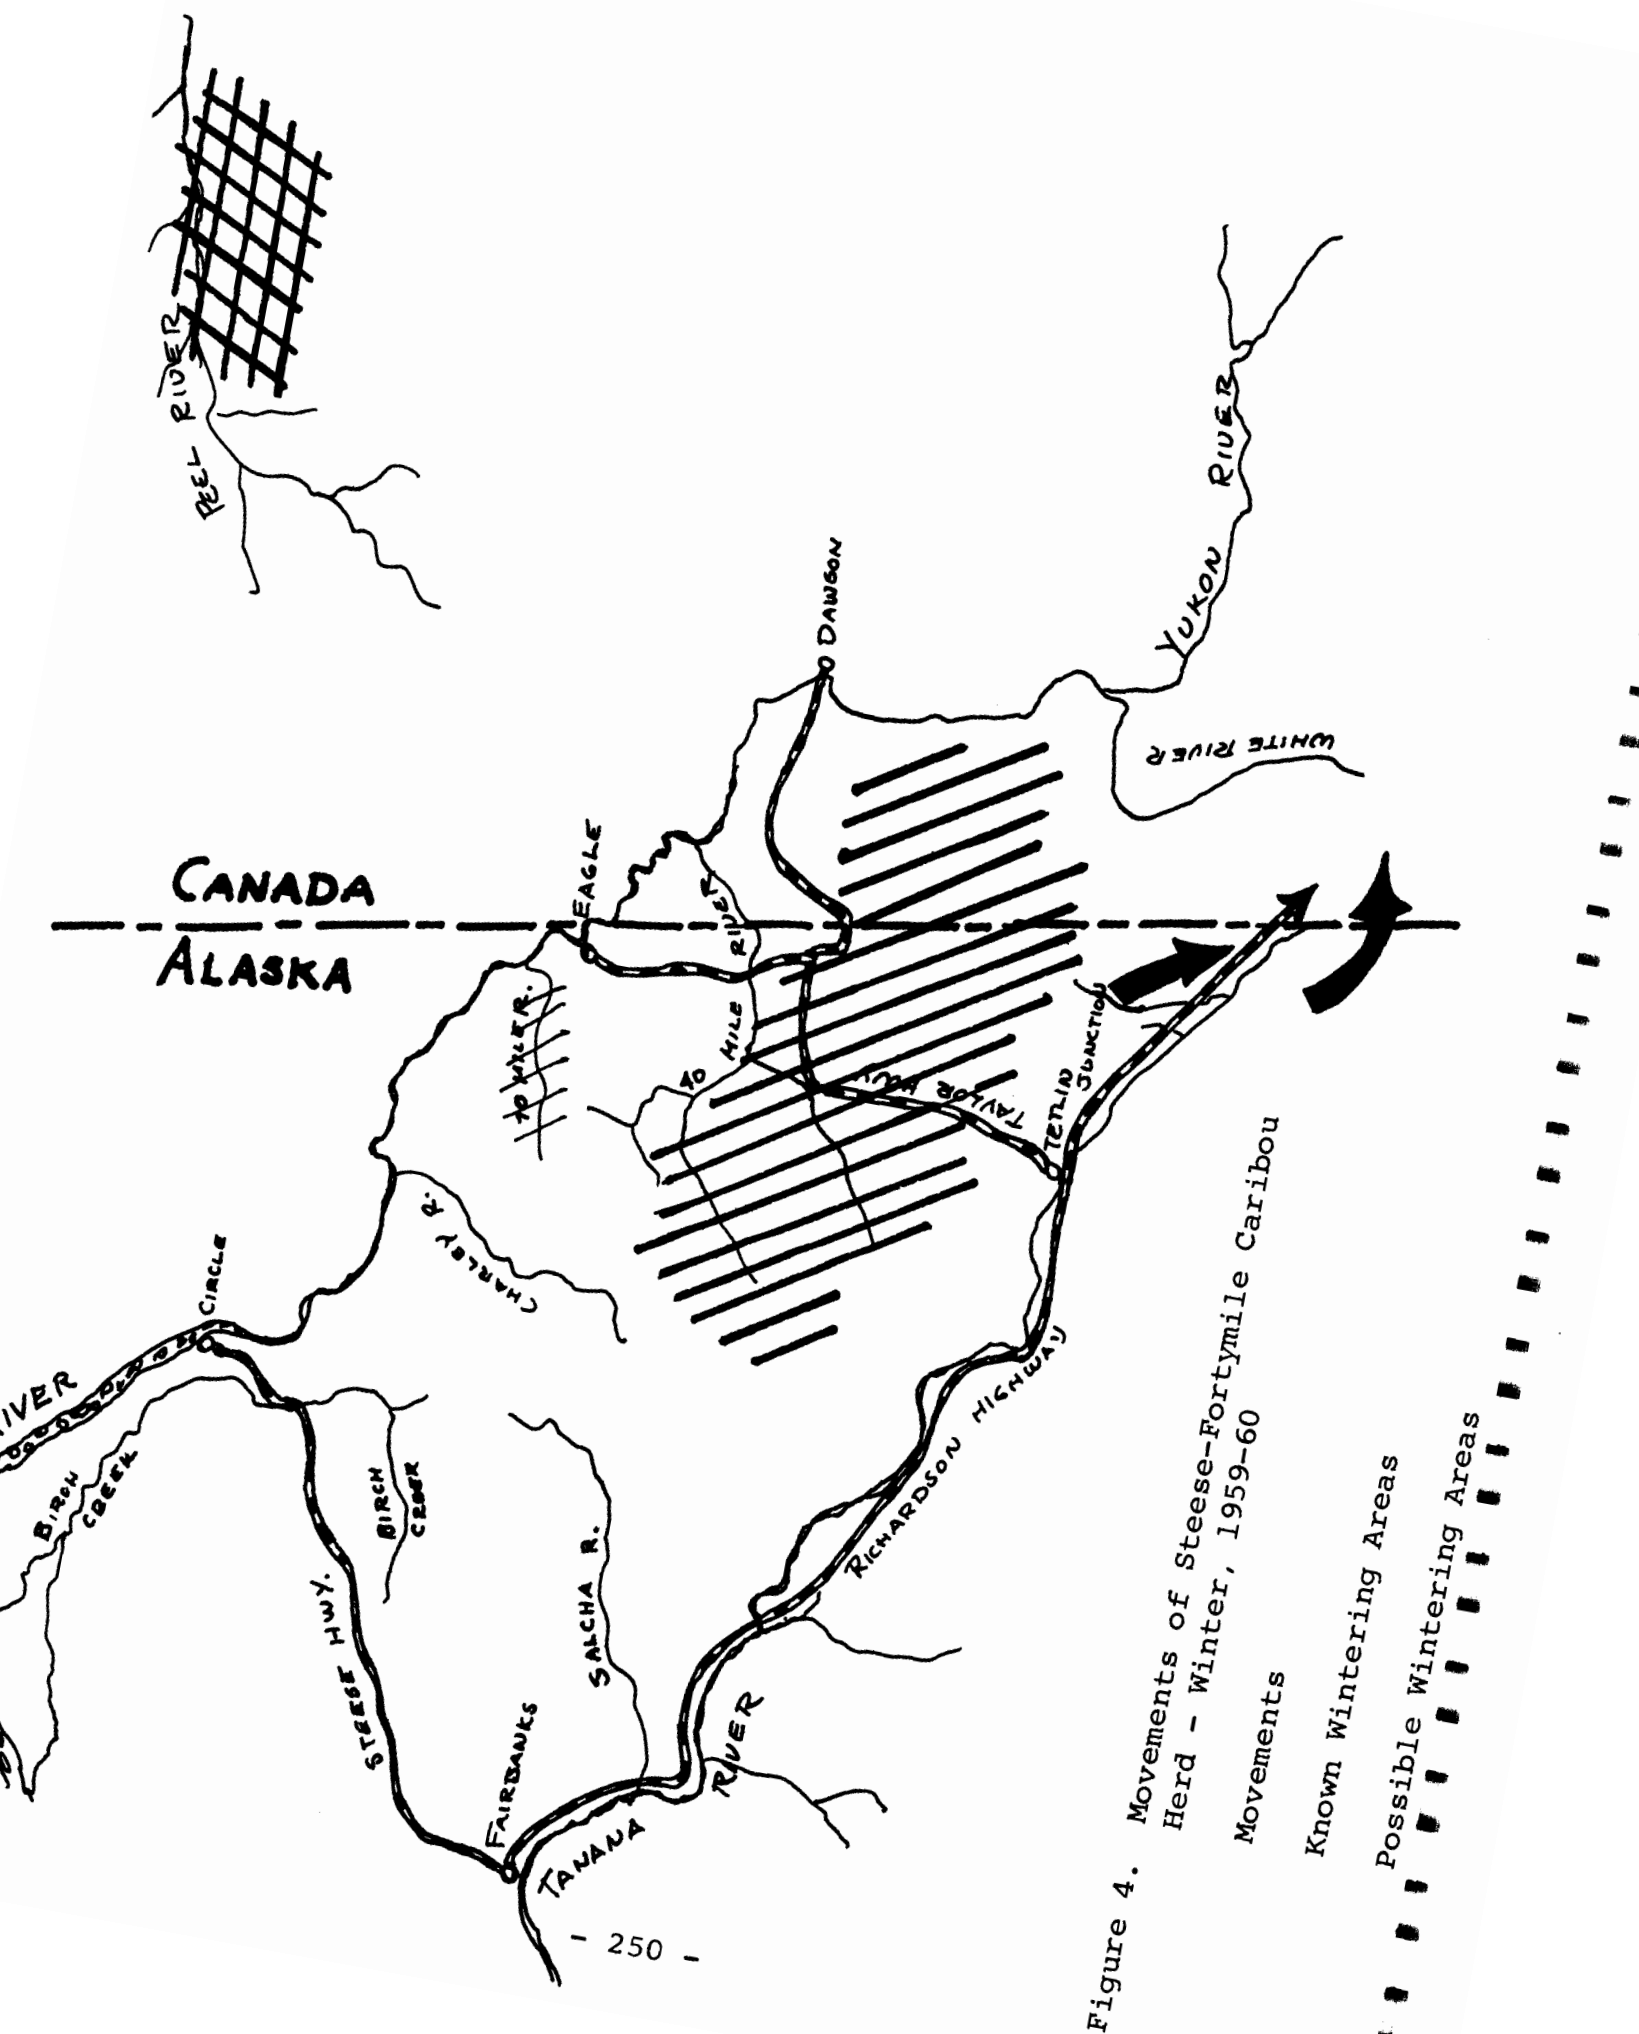 PEEL RIVER
YUKON RIVER
DAWSON
WHITE RIVER
EAGLE
CANADA
ALASKA
RIVER
MILE
40
70 MILE R.
TAYLOR HWY
TETLIN
JUNCTION
CHARLEY R.
CIRCLE
IVER
BIRCH
CREEK
BIRCH
CREEK
STEESE HWY.
SALCHA R.
RICHARDSON HIGHWAY
FAIRBANKS
TANANA RIVER
- 250 -
Figure 4. Movements of Steese-Fortymile Caribou
Herd - Winter, 1959-60
Movements
Known Wintering Areas
Possible Wintering Areas